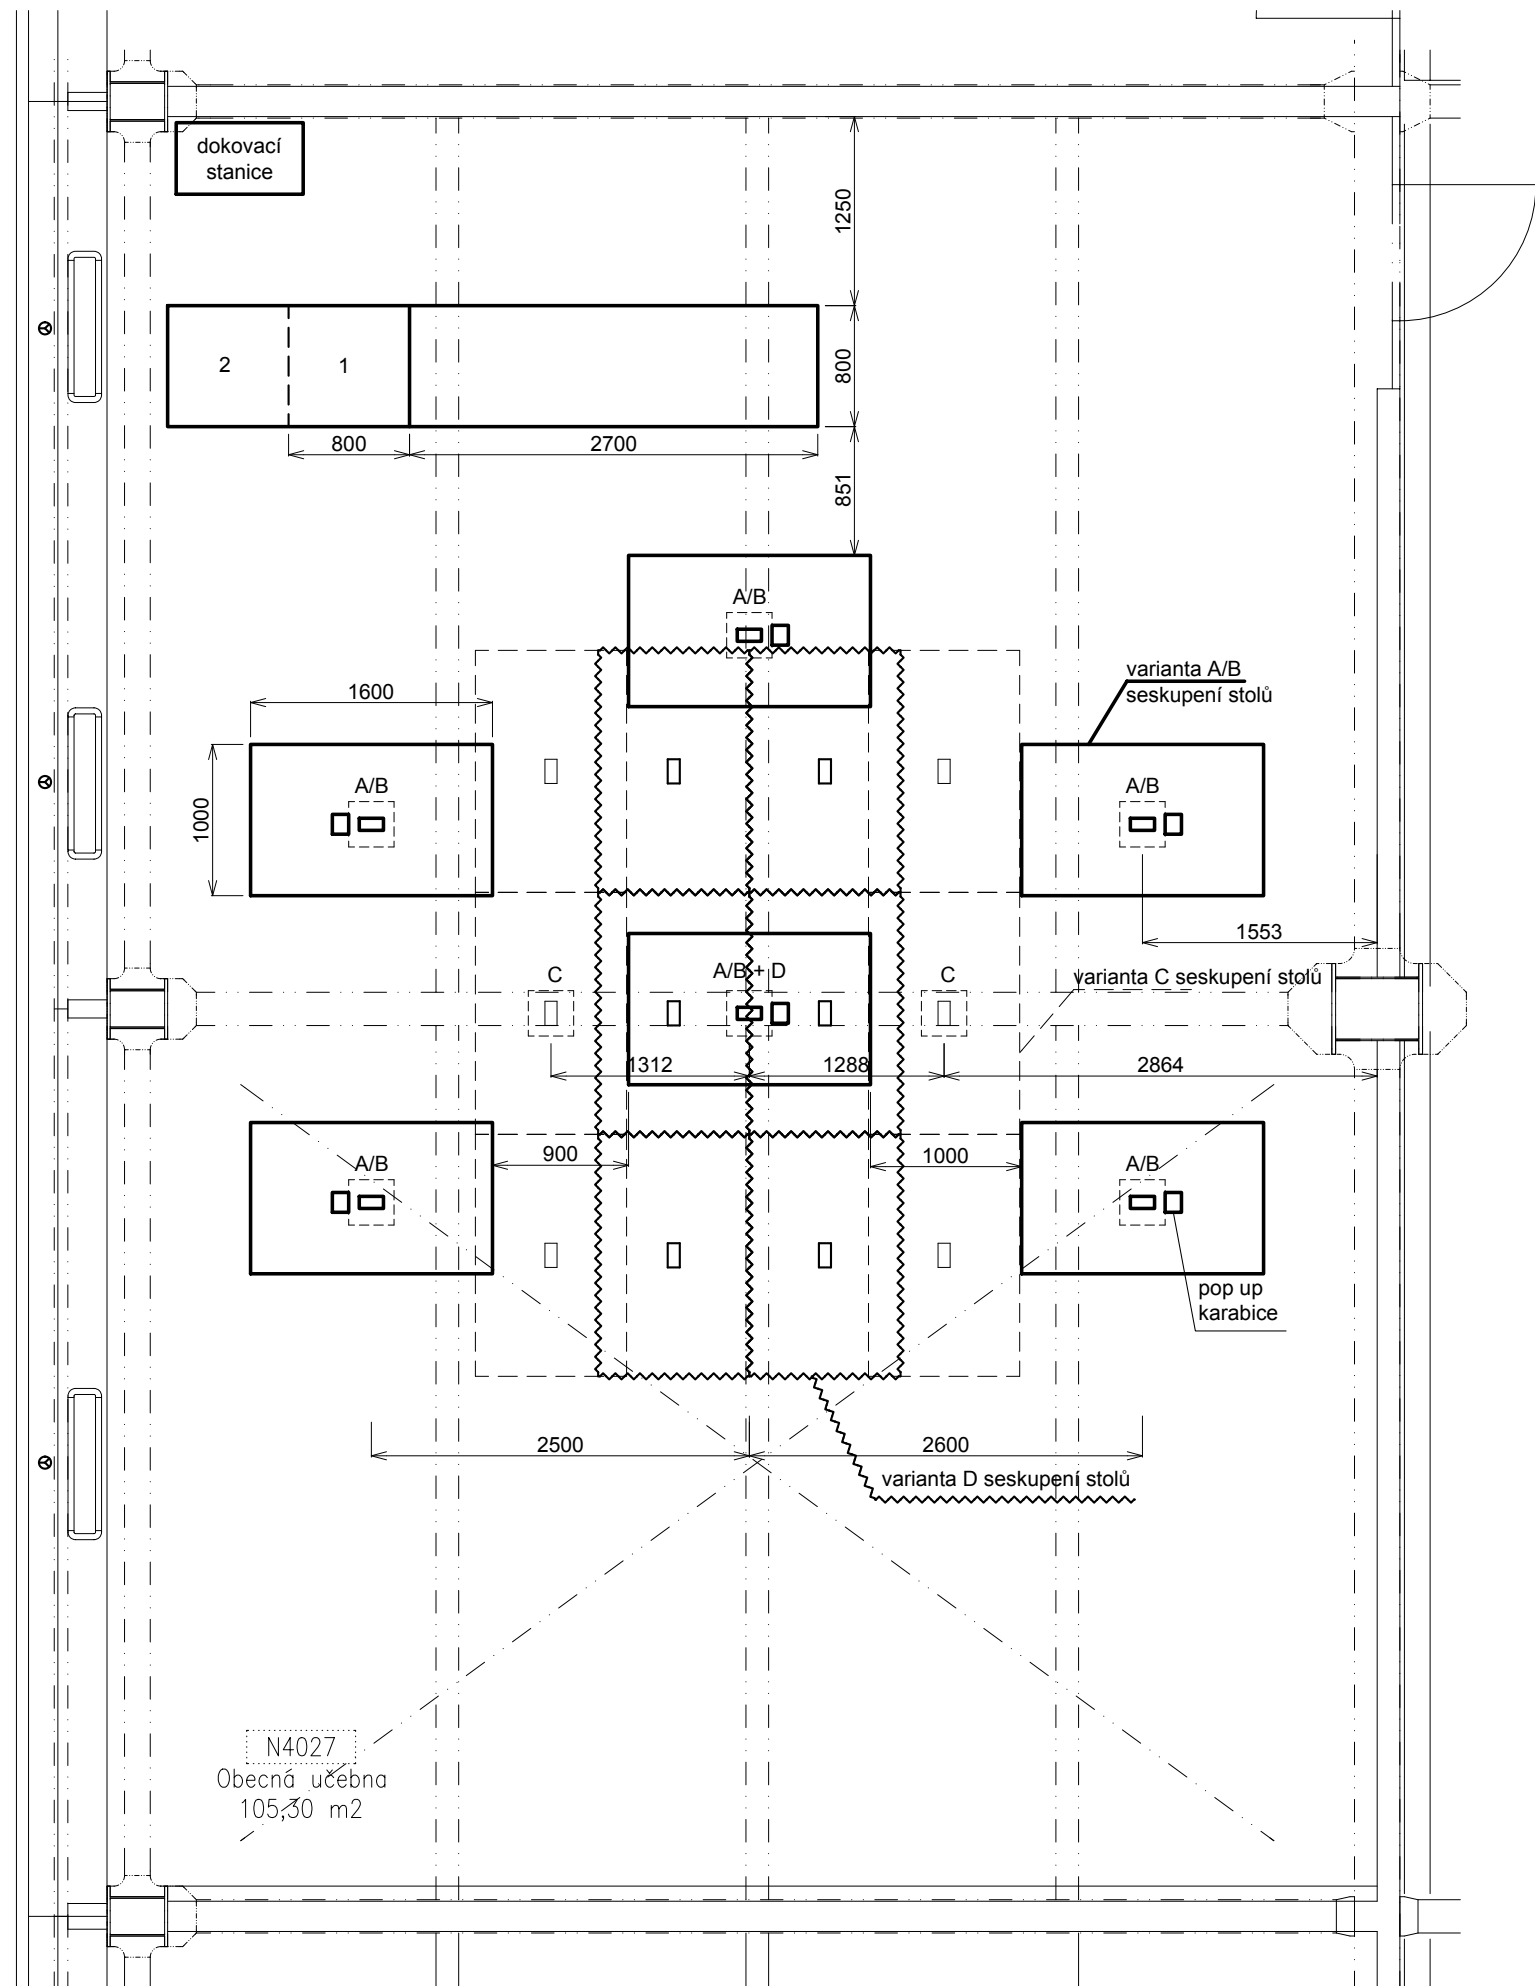 dokovací
stanice
1250
2
1
800
800
2700
851
A/B
varianta A/B
seskupení stolů
1600
1000
A/B
A/B
1553
C
A/B + D
C
varianta C seskupení stolů
1312
1288
2864
900
1000
A/B
A/B
pop up
karabice
2500
2600
varianta D seskupení stolů
N4027
Obecná učebna
105,30 m2